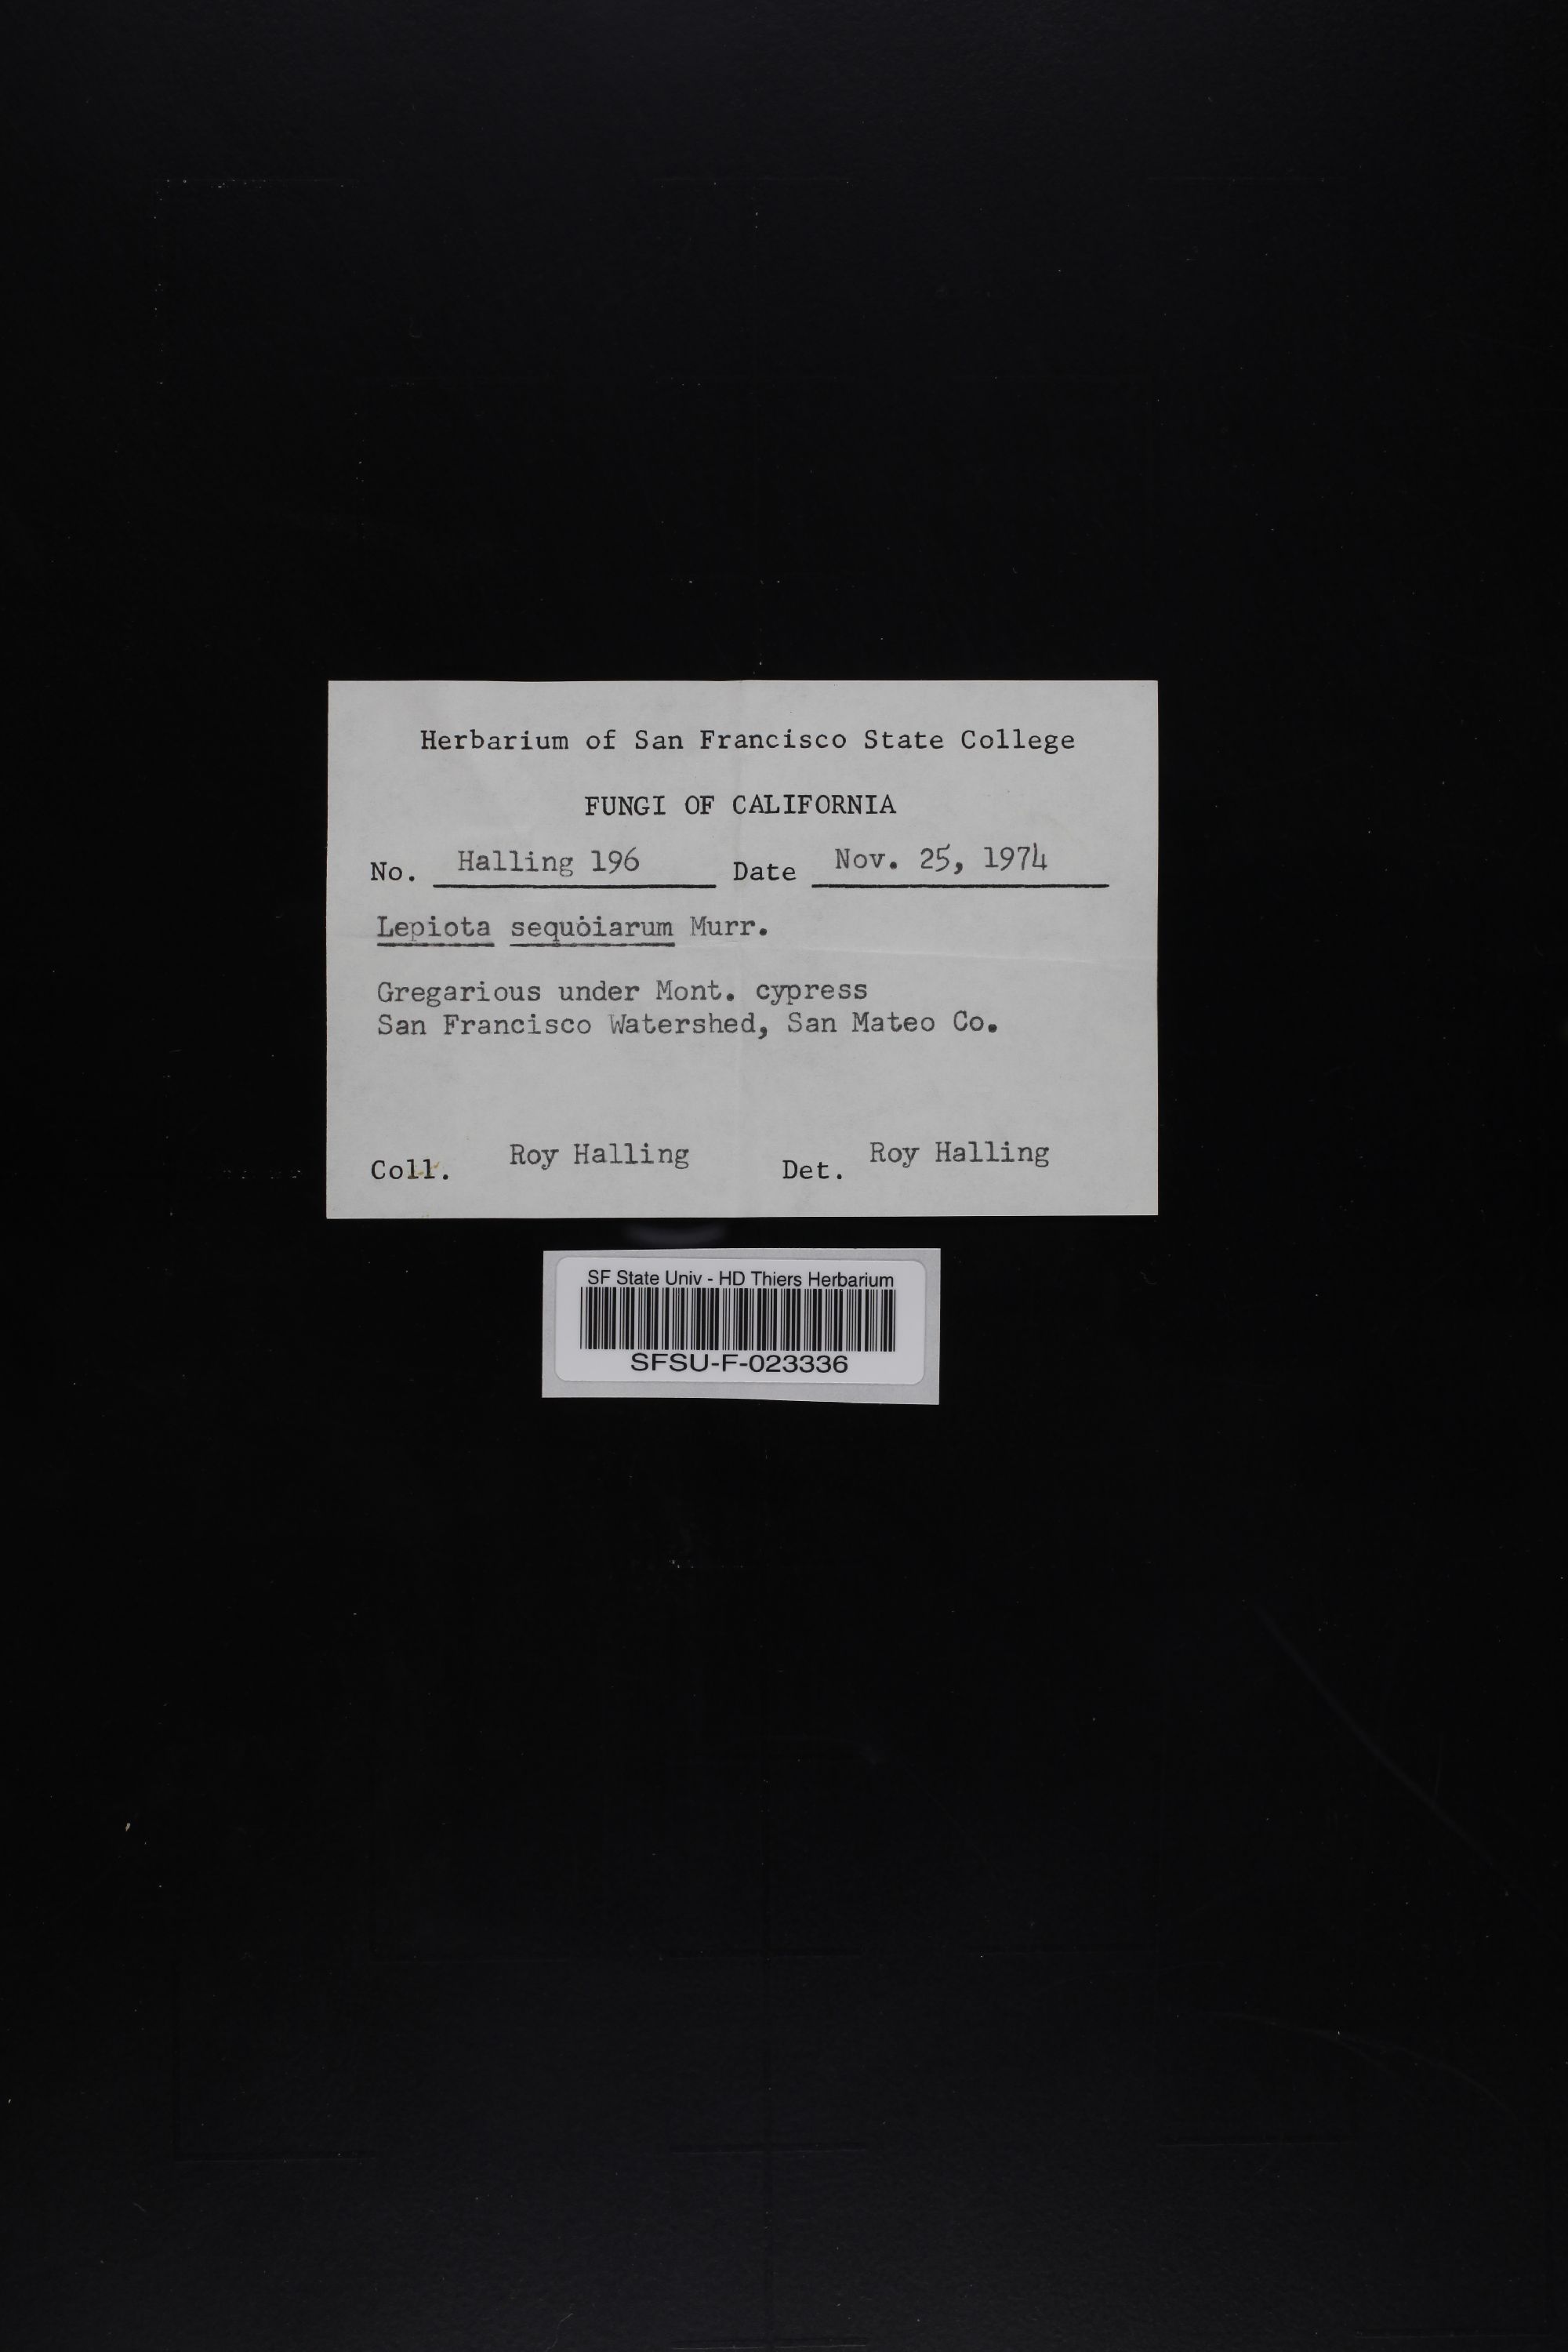 Herbarium of San Francisco State College
FUNGI OF CALIFORNIA
No. Halling 196 Date Nov. 25, 1974
Lepiota sequoiarum Murr.
Gregarious under Mont. cypress
San Francisco Watershed, San Mateo Co.
Coll. Roy Halling Det. Roy Halling
SF State Univ - HD Thiers Herbarium
SFSU-F-023336